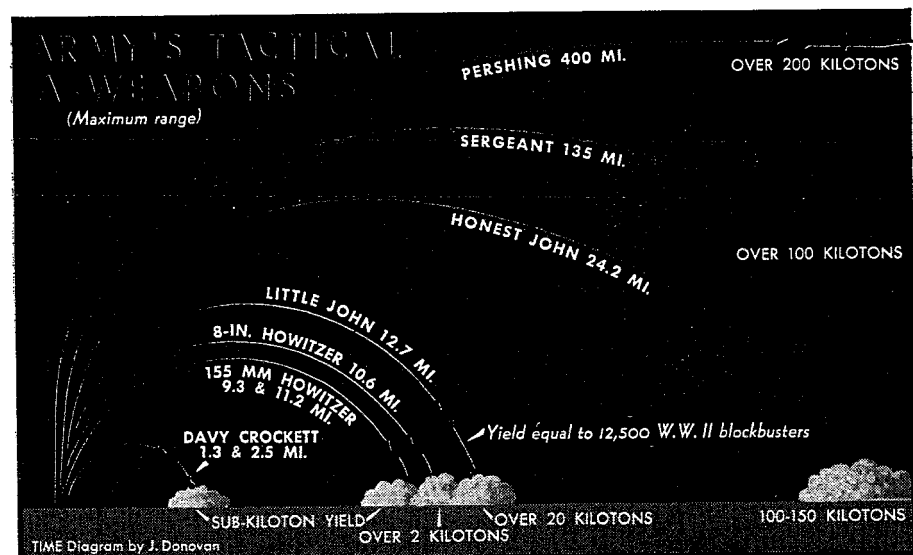 ARMY'S TACTICAL
A-WEAPONS
(Maximum range)
PERSHING 400 MI.
OVER 200 KILOTONS
SERGEANT 135 MI.
HONEST JOHN 24.2 MI.
OVER 100 KILOTONS
LITTLE JOHN 12.7 MI.
8-IN. HOWITZER 10.6 MI.
155 MM HOWITZER
9.3 & 11.2 MI.
DAVY CROCKETT
1.3 & 2.5 MI.
Yield equal to 12,500 W.W. II blockbusters
SUB-KILOTON YIELD
OVER 2 KILOTONS
OVER 20 KILOTONS
100-150 KILOTONS
TIME Diagram by J. Donovan